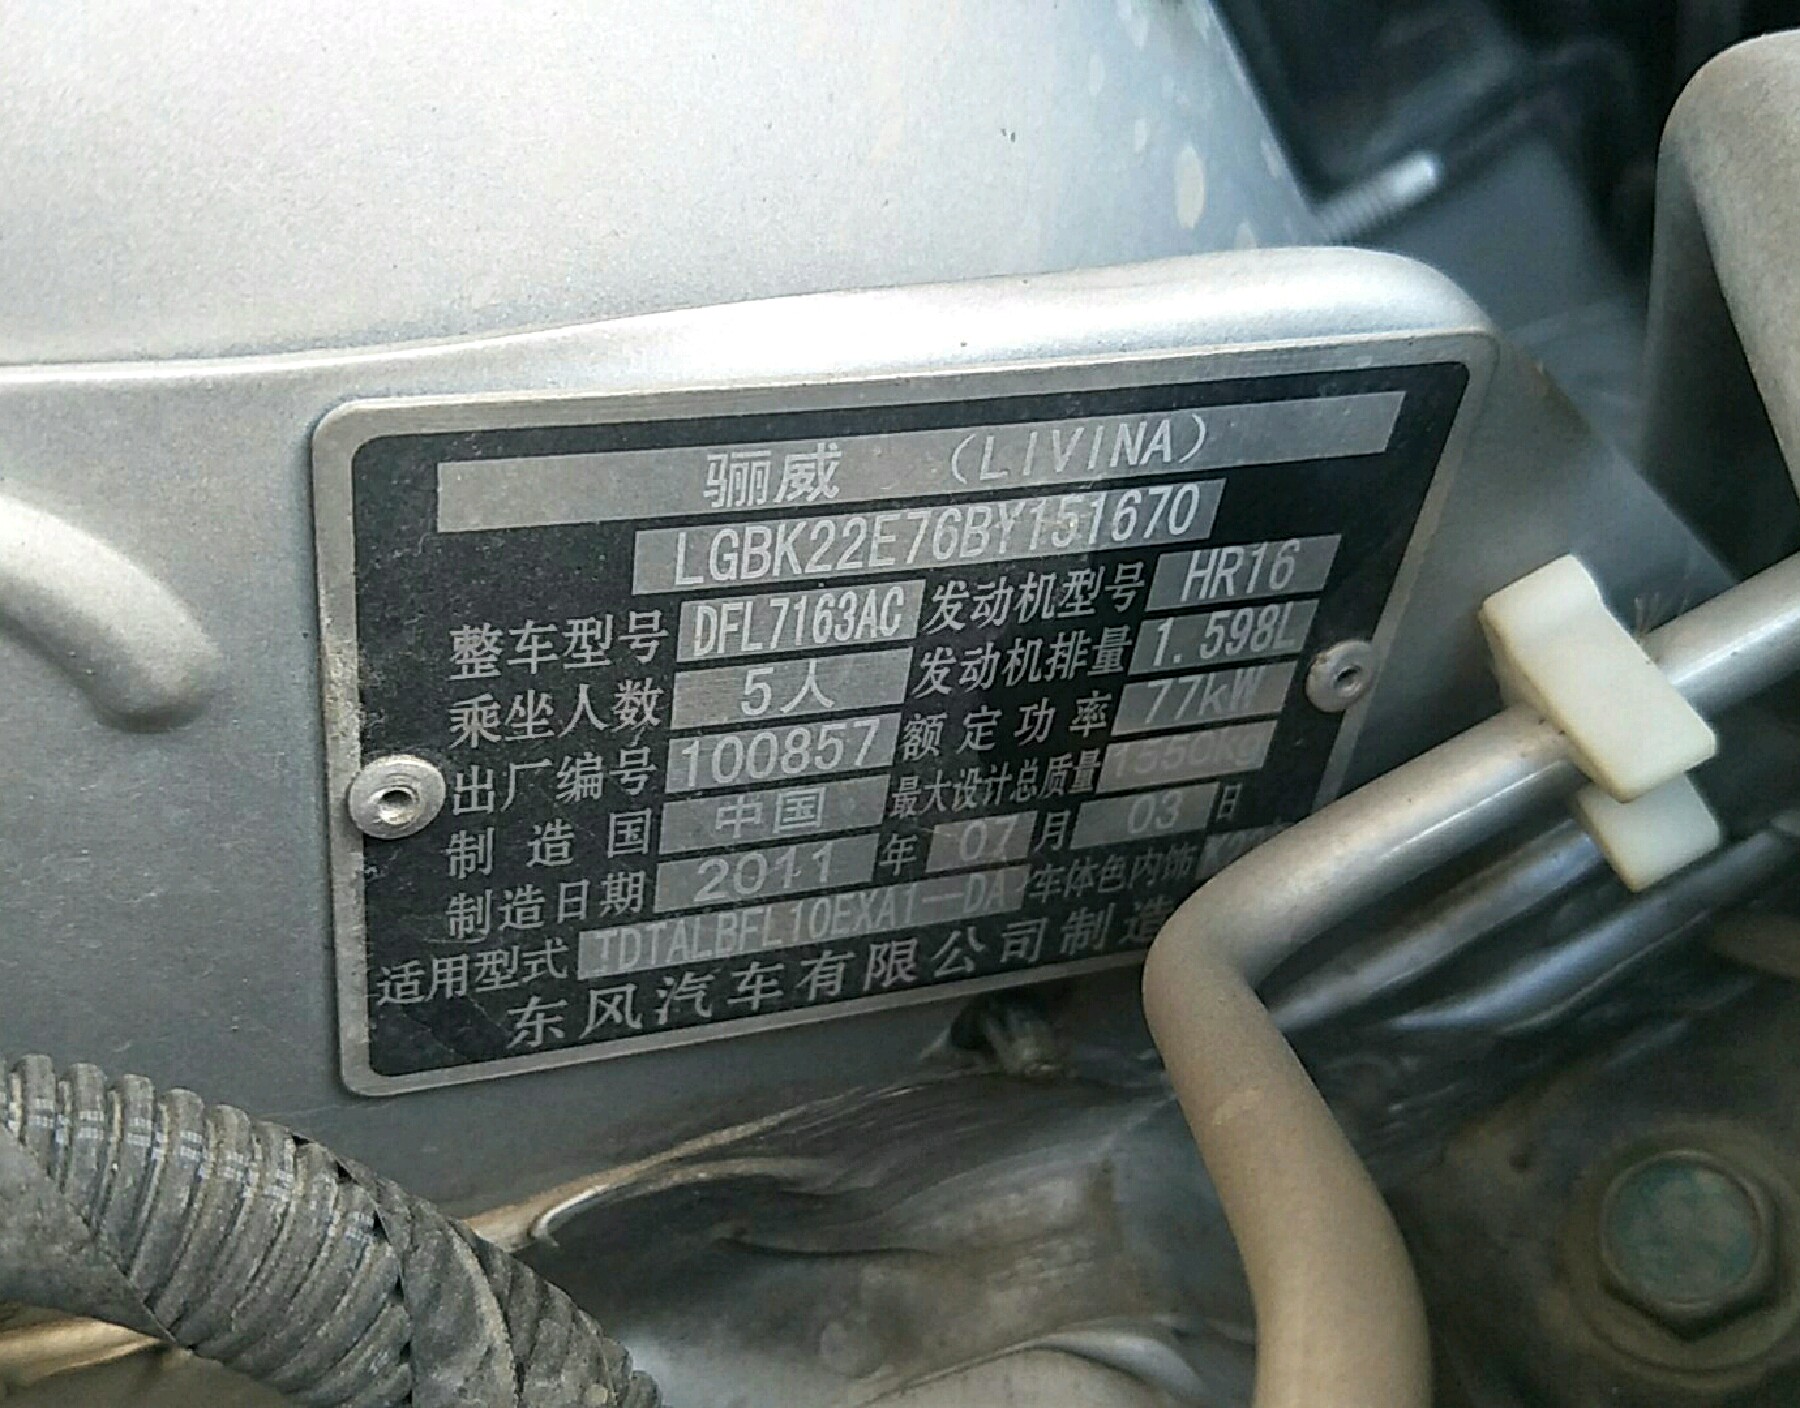 骊威 (LIVINA)
LGBK22E76BY151670
整车型号 DFL7163AC 发动机型号 HR16
乘坐人数 5人 发动机排量 1.598L
出厂编号 100857 额定功率 77kW
制造国 中国 最大设计总质量 1550kg
制造日期 2011 年 07 月 03 日
适用型式 TDTALBFL10EXA1-DA 车体色内饰
东风汽车有限公司制造